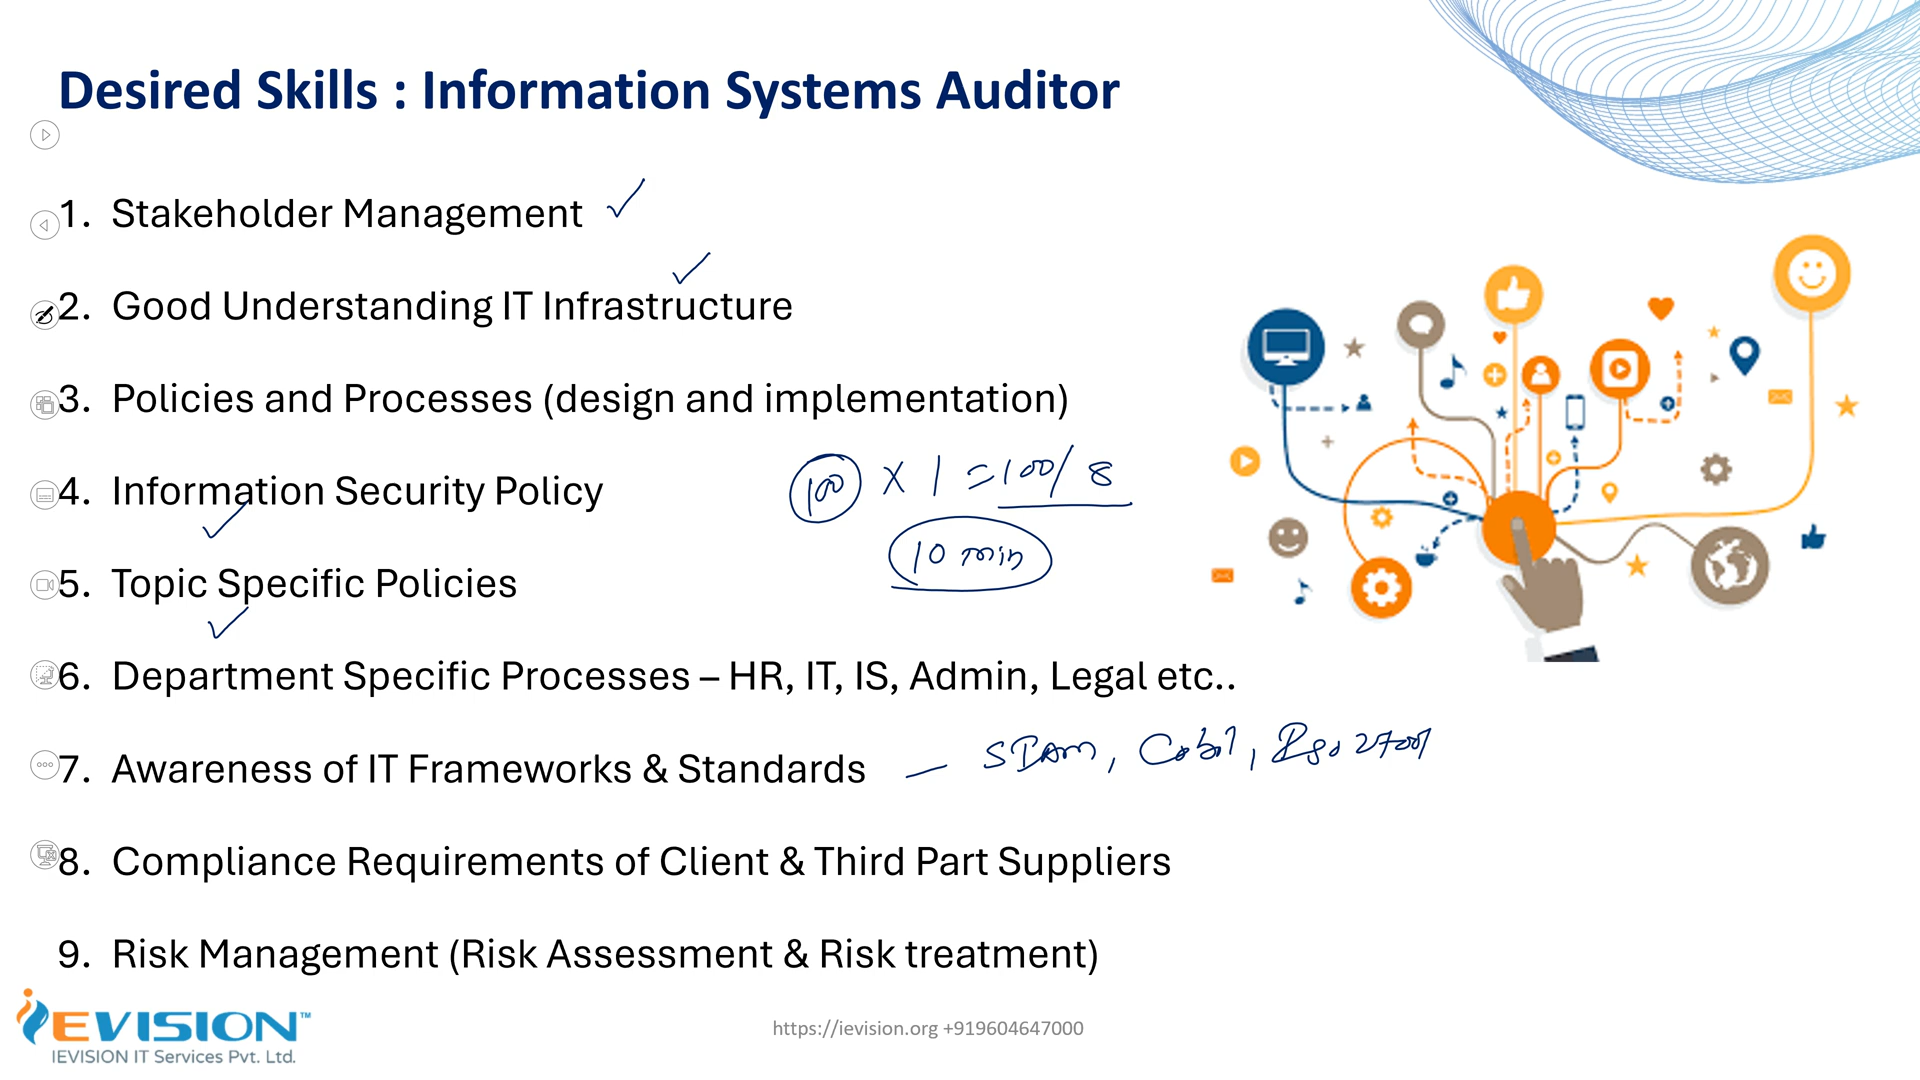 Desired Skills : Information Systems Auditor
1. Stakeholder Management
2. Good Understanding IT Infrastructure
3. Policies and Processes (design and implementation)
100 x 1 = 100/8
4. Information Security Policy
10 min
5. Topic Specific Policies
6. Department Specific Processes – HR, IT, IS, Admin, Legal etc..
7. Awareness of IT Frameworks & Standards – , Cobit, ISO 27001
8. Compliance Requirements of Client & Third Part Suppliers
9. Risk Management (Risk Assessment & Risk treatment)
iEVISION™
IEVISION IT Services Pvt. Ltd.
https://ievision.org +919604647000